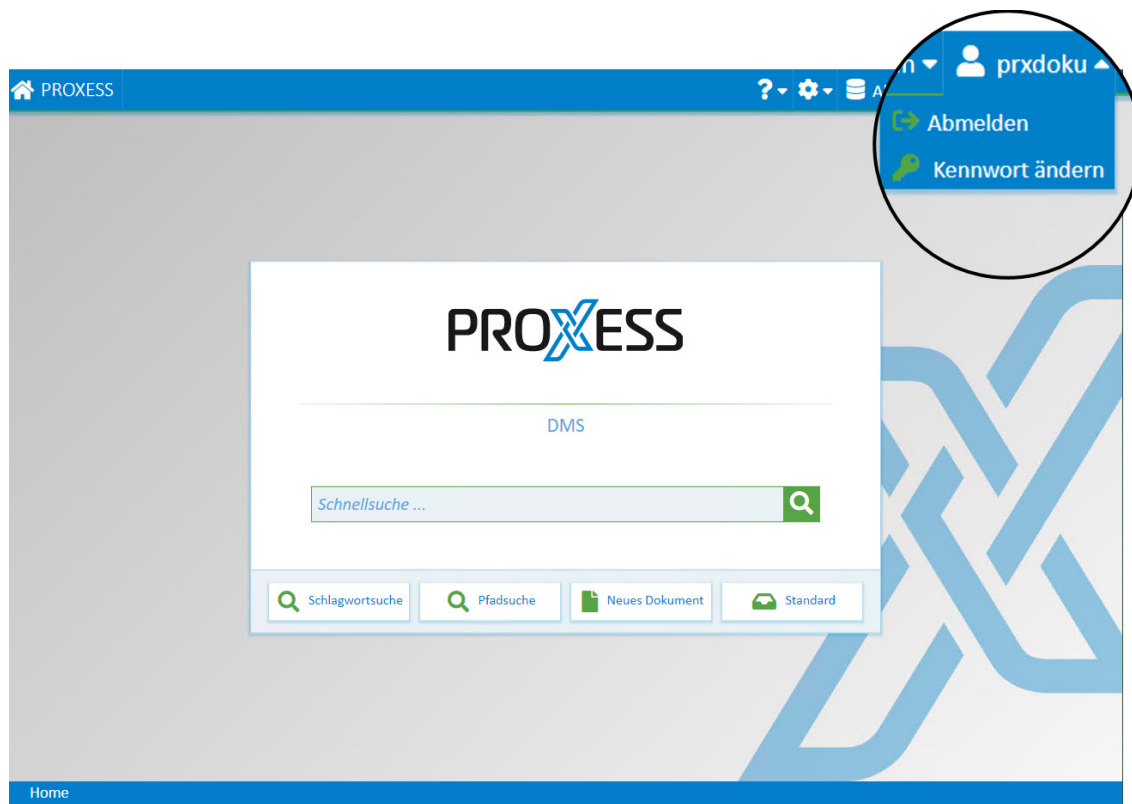 PROXESS
prxdoku
Abmelden
Kennwort ändern
PROXESS
DMS
Schnellsuche ...
Schlagwortsuche
Pfadsuche
Neues Dokument
Standard
Home